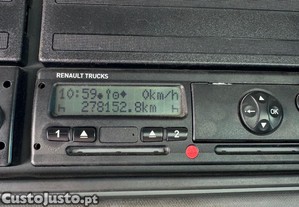 RENAULT TRUCKS
10:59 0km/h
h 278152.8km h
1 2
OK
CustoJusto.pt